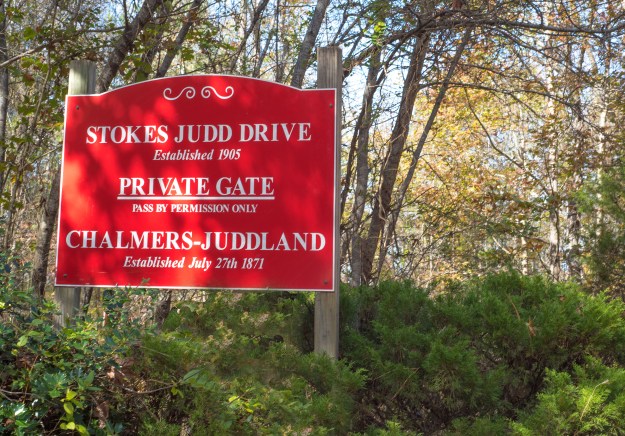 STOKES JUDD DRIVE
Established 1905
PRIVATE GATE
PASS BY PERMISSION ONLY
CHALMERS-JUDDLAND
Established July 27th 1871